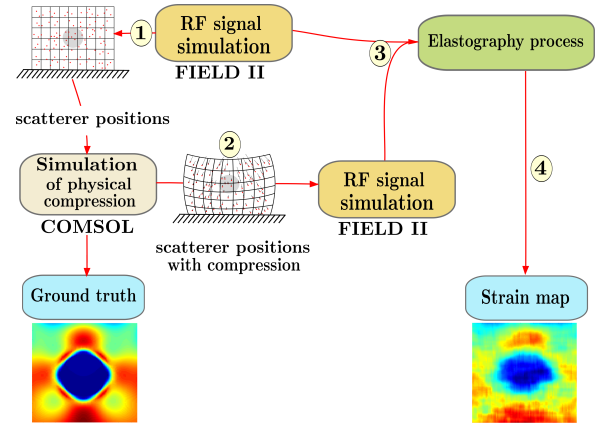 1
RF signal
simulation
FIELD II
3
Elastography process
scatterer positions
2
Simulation
of physical
compression
COMSOL
RF signal
simulation
FIELD II
4
scatterer positions
with compression
Ground truth
Strain map